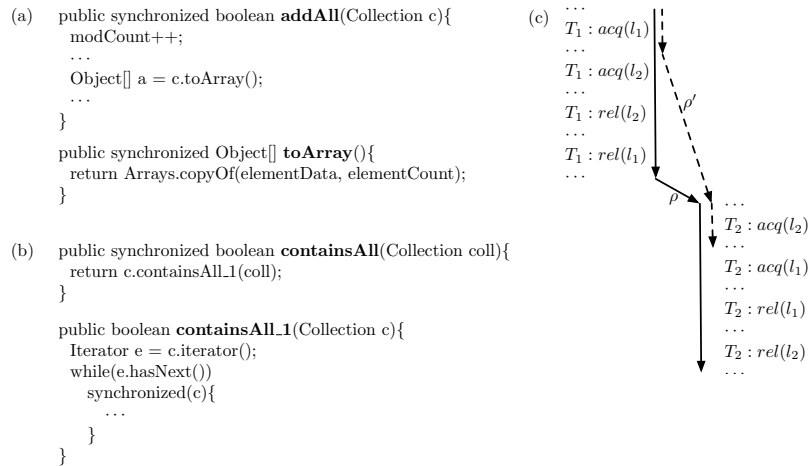 (a) public synchronized boolean addAll(Collection c){
modCount++;
···
Object[] a = c.toArray();
···
}
public synchronized Object[] toArray(){
return Arrays.copyOf(elementData, elementCount);
}
(b) public synchronized boolean containsAll(Collection coll){
return c.containsAll_1(coll);
}
public boolean containsAll_1(Collection c){
Iterator e = c.iterator();
while(e.hasNext())
synchronized(c){
···
}
}
(c)
···
T₁ : acq(l₁)
···
T₁ : acq(l₂)
···
T₁ : rel(l₂)
···
T₁ : rel(l₁)
···
ρ′
ρ
···
T₂ : acq(l₂)
···
T₂ : acq(l₁)
···
T₂ : rel(l₁)
···
T₂ : rel(l₂)
···